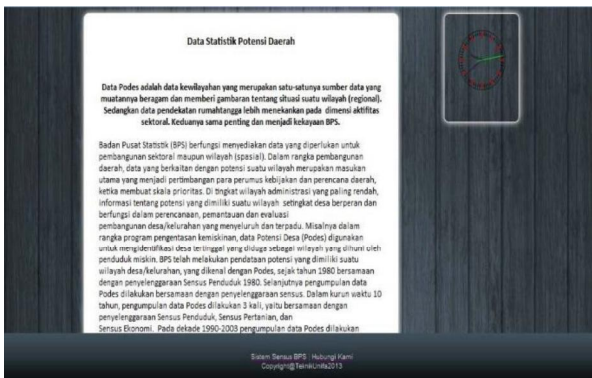 Data Statistik Potensi Daerah
Data Podes adalah data kewilayahan yang merupakan satu-satunya sumber data yang
muatannya beragam dan memberi gambaran tentang situasi suatu wilayah (regional).
Sedangkan data pendekatan rumahtangga lebih menekankan pada dimensi aktifitas
sektoral. Keduanya sama penting dan menjadi kekayaan BPS.
Badan Pusat Statistik (BPS) berfungsi menyediakan data yang diperlukan untuk
pembangunan sektoral maupun wilayah (spasial). Dalam rangka pembangunan
daerah, data yang berkaitan dengan potensi suatu wilayah merupakan masukan
utama yang menjadi pertimbangan para perumus kebijakan dan perencana daerah,
ketika membuat skala prioritas. Di tingkat wilayah administrasi yang paling rendah,
informasi tentang potensi yang dimiliki suatu wilayah setingkat desa berperan dan
berfungsi dalam perencanaan, pemantauan dan evaluasi
pembangunan desa/kelurahan yang menyeluruh dan terpadu. Misalnya dalam
rangka program pengentasan kemiskinan, data Potensi Desa (Podes) digunakan
untuk mengidentifikasi desa tertinggal yang diduga sebagai wilayah yang dihuni oleh
penduduk miskin. BPS telah melakukan pendataan potensi yang dimiliki suatu
wilayah desa/kelurahan, yang dikenal dengan Podes, sejak tahun 1980 bersamaan
dengan penyelenggaraan Sensus Penduduk 1980. Selanjutnya pengumpulan data
Podes dilakukan bersamaan dengan penyelenggaraan sensus. Dalam kurun waktu 10
tahun, pengumpulan data Podes dilakukan 3 kali, yaitu bersamaan dengan
penyelenggaraan Sensus Penduduk, Sensus Pertanian, dan
Sensus Ekonomi. Pada dekade 1990-2003 pengumpulan data Podes dilakukan
Sistem Sensus BPS : Hubungi Kami
Copyright@TeknikUnifa2013